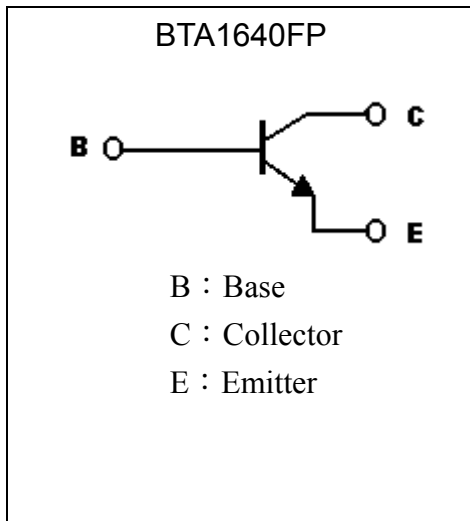 BTA1640FP
C
B
E
B：Base
C：Collector
E：Emitter